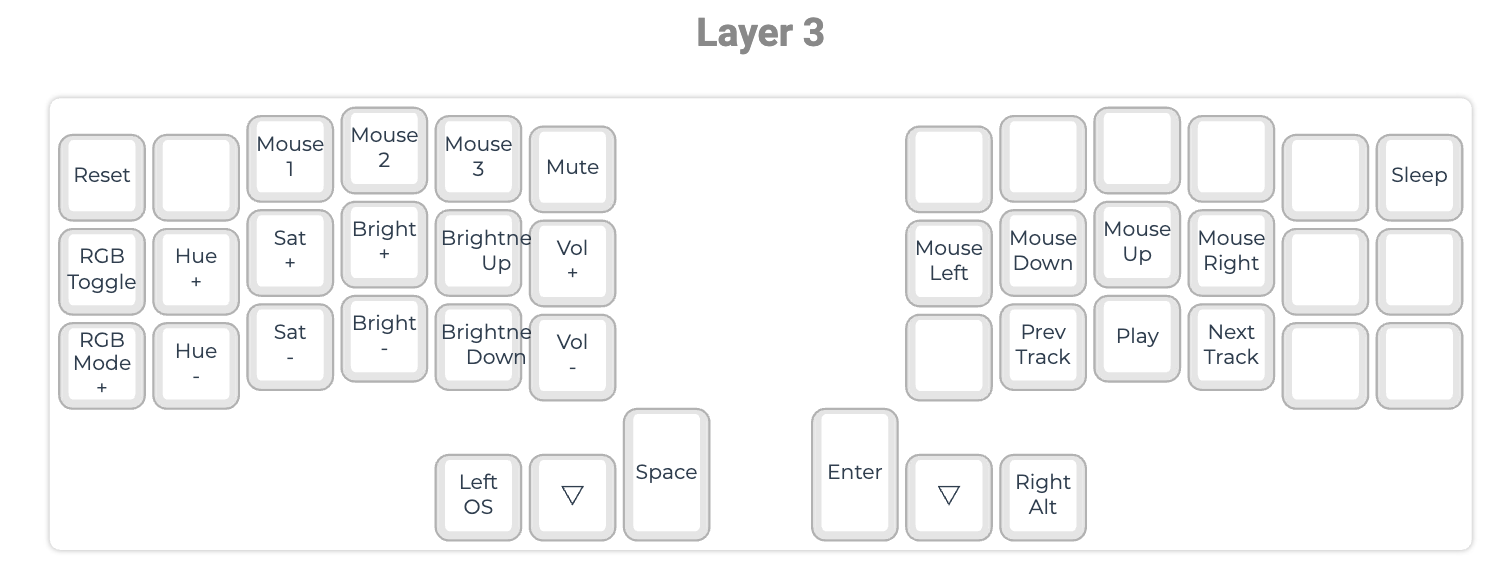 Layer 3
Reset
Mouse
1
Mouse
2
Mouse
3
Mute
Sleep
RGB
Toggle
Hue
+
Sat
+
Bright
+
Brightne
Up
Vol
+
Mouse
Left
Mouse
Down
Mouse
Up
Mouse
Right
RGB
Mode
+
Hue
-
Sat
-
Bright
-
Brightne
Down
Vol
-
Prev
Track
Play
Next
Track
Left
OS
▽
Space
Enter
▽
Right
Alt